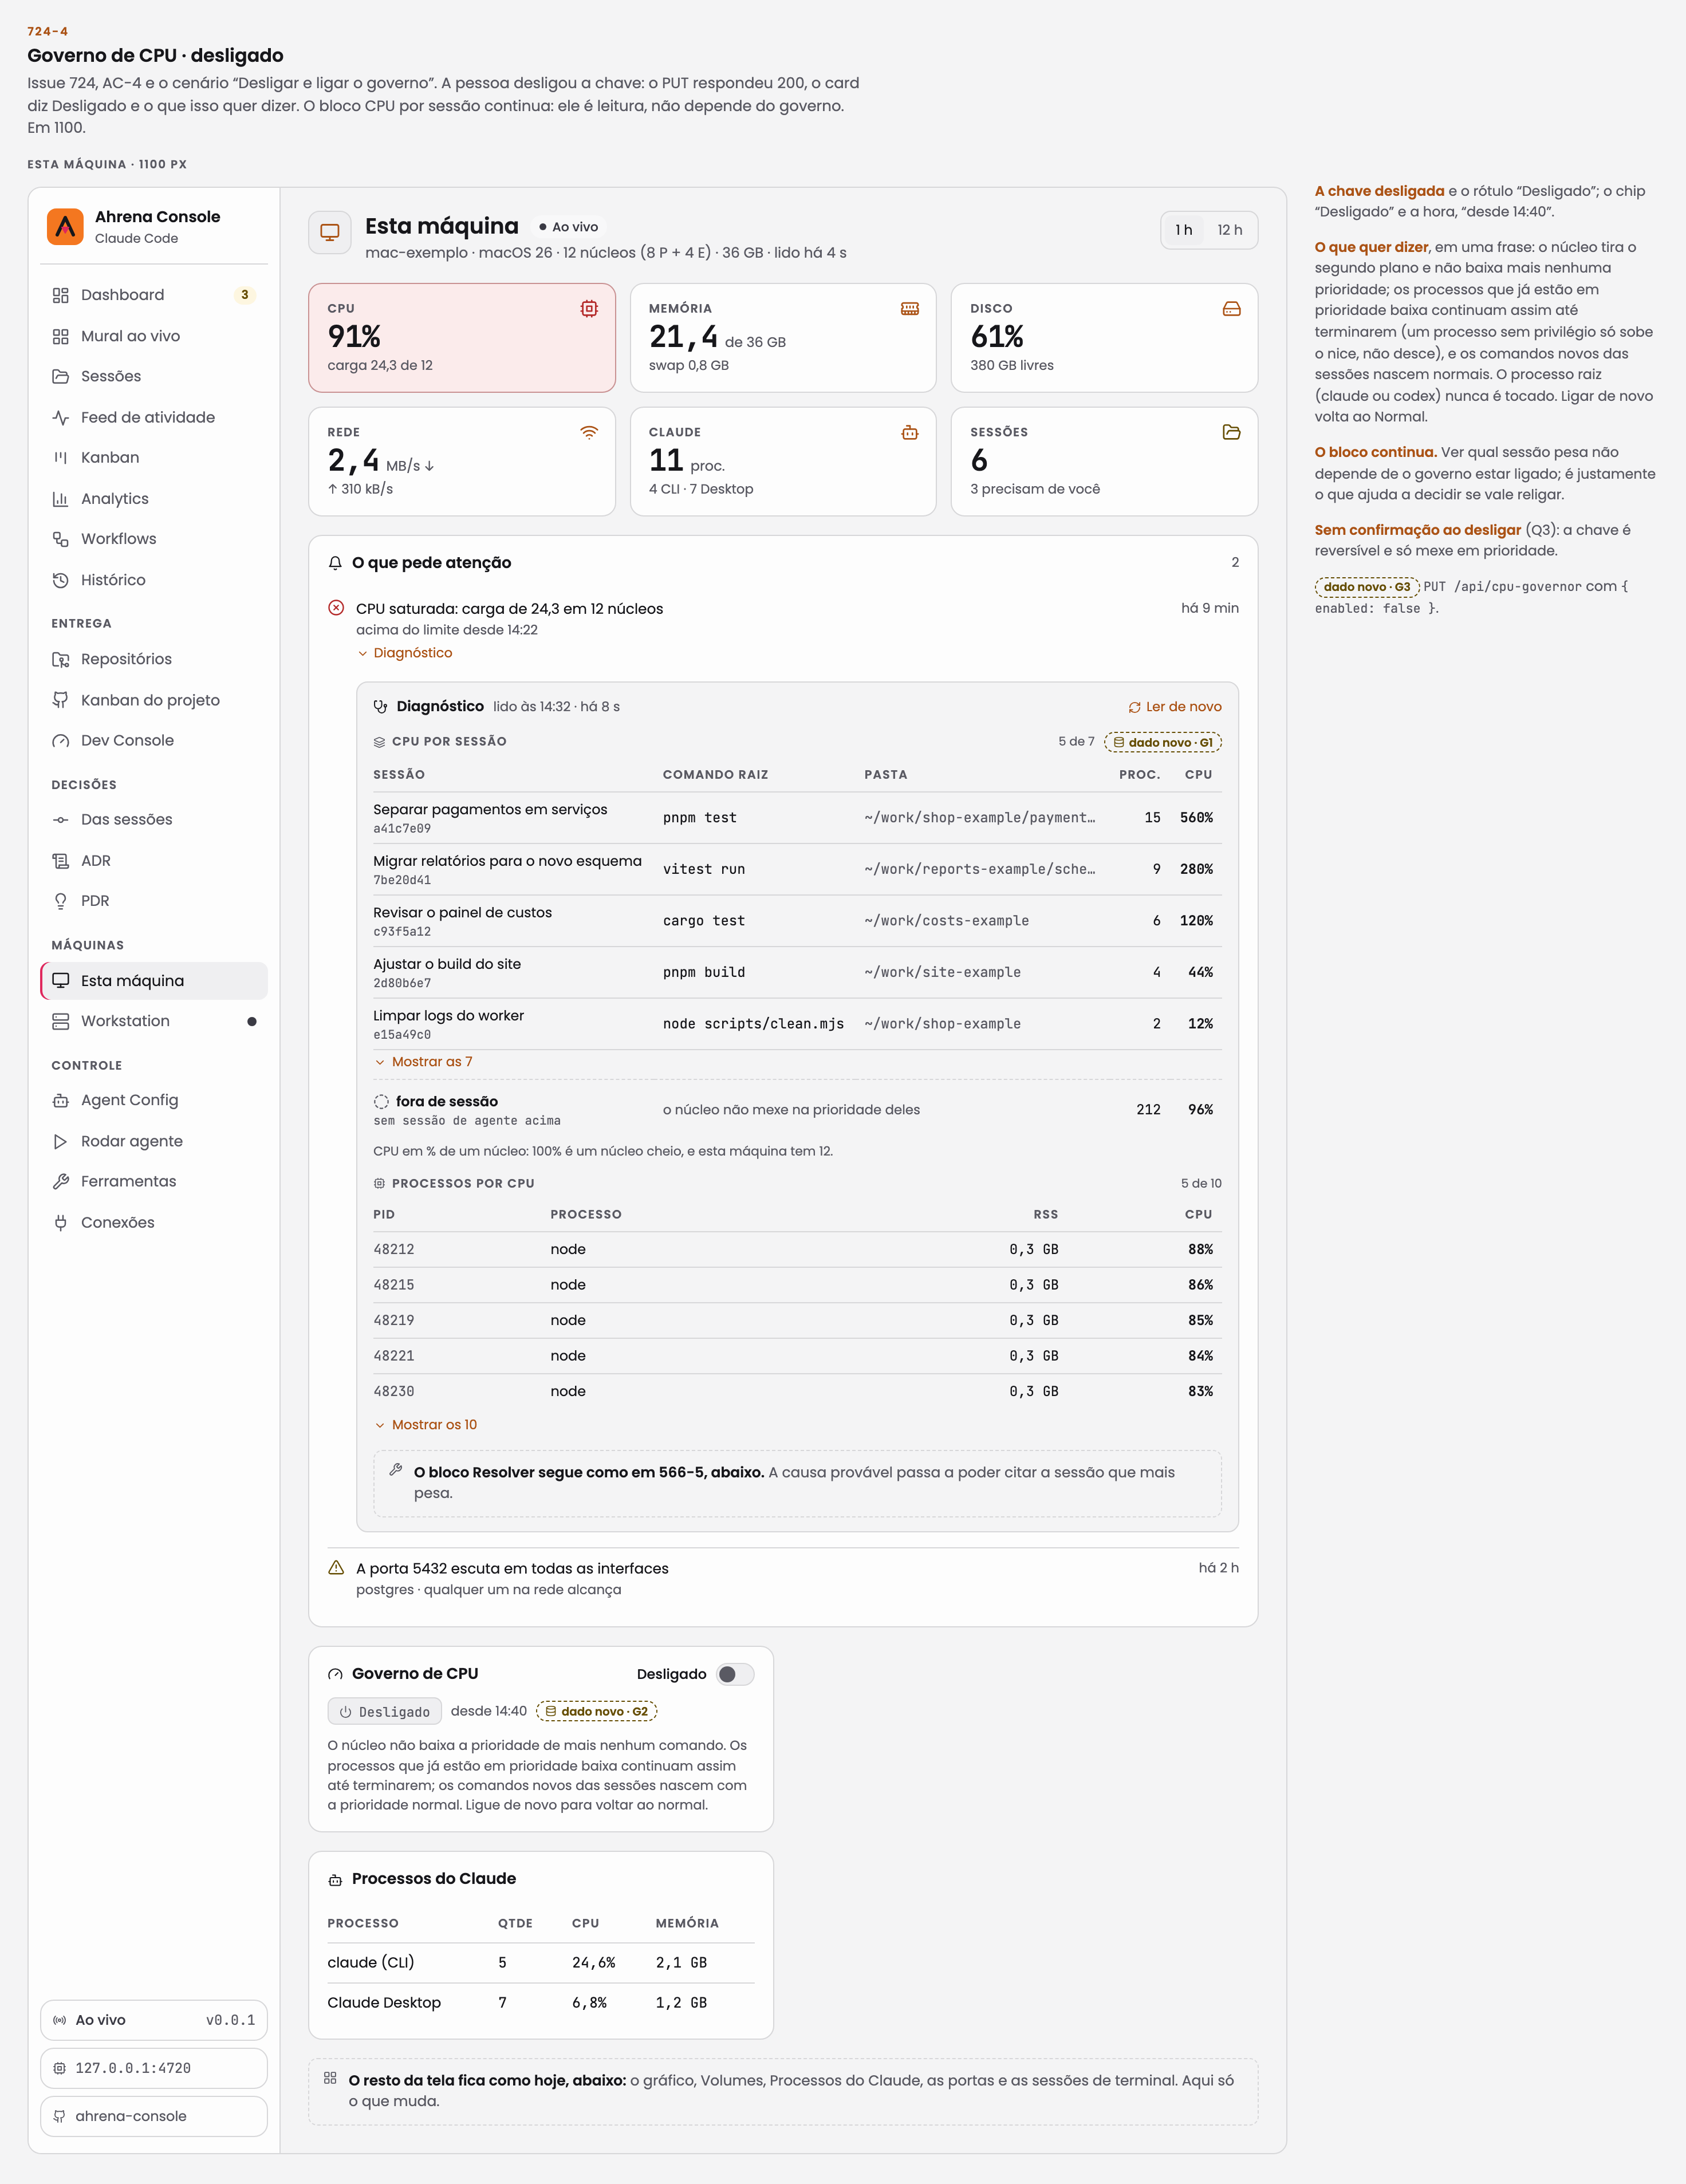 724-4
Governo de CPU · desligado
Issue 724, AC-4 e o cenário “Desligar e ligar o governo”. A pessoa desligou a chave: o PUT respondeu 200, o card
diz Desligado e o que isso quer dizer. O bloco CPU por sessão continua: ele é leitura, não depende do governo.
Em 1100.
ESTA MÁQUINA · 1100 PX
Ahrena Console
Claude Code
Dashboard 3
Mural ao vivo
Sessões
Feed de atividade
Kanban
Analytics
Workflows
Histórico
ENTREGA
Repositórios
Kanban do projeto
Dev Console
DECISÕES
Das sessões
ADR
PDR
MÁQUINAS
Esta máquina
Workstation
CONTROLE
Agent Config
Rodar agente
Ferramentas
Conexões
Ao vivo v0.0.1
127.0.0.1:4720
ahrena-console
Esta máquina Ao vivo
mac-exemplo · macOS 26 · 12 núcleos (8 P + 4 E) · 36 GB · lido há 4 s
1 h 12 h
CPU
91%
carga 24,3 de 12
MEMÓRIA
21,4 de 36 GB
swap 0,8 GB
DISCO
61%
380 GB livres
REDE
2,4 MB/s ↓
↑ 310 kB/s
CLAUDE
11 proc.
4 CLI · 7 Desktop
SESSÕES
6
3 precisam de você
O que pede atenção 2
CPU saturada: carga de 24,3 em 12 núcleos há 9 min
acima do limite desde 14:22
Diagnóstico
Diagnóstico lido às 14:32 · há 8 s Ler de novo
CPU POR SESSÃO 5 de 7 dado novo · G1
SESSÃO COMANDO RAIZ PASTA PROC. CPU
Separar pagamentos em serviços
a41c7e09
pnpm test ~/work/shop-example/payment… 15 560%
Migrar relatórios para o novo esquema
7be20d41
vitest run ~/work/reports-example/sche… 9 280%
Revisar o painel de custos
c93f5a12
cargo test ~/work/costs-example 6 120%
Ajustar o build do site
2d80b6e7
pnpm build ~/work/site-example 4 44%
Limpar logs do worker
e15a49c0
node scripts/clean.mjs ~/work/shop-example 2 12%
Mostrar as 7
fora de sessão
sem sessão de agente acima
o núcleo não mexe na prioridade deles 212 96%
CPU em % de um núcleo: 100% é um núcleo cheio, e esta máquina tem 12.
PROCESSOS POR CPU 5 de 10
PID PROCESSO RSS CPU
48212 node 0,3 GB 88%
48215 node 0,3 GB 86%
48219 node 0,3 GB 85%
48221 node 0,3 GB 84%
48230 node 0,3 GB 83%
Mostrar os 10
O bloco Resolver segue como em 566-5, abaixo. A causa provável passa a poder citar a sessão que mais
pesa.
A porta 5432 escuta em todas as interfaces há 2 h
postgres · qualquer um na rede alcança
Governo de CPU Desligado
Desligado desde 14:40 dado novo · G2
O núcleo não baixa a prioridade de mais nenhum comando. Os
processos que já estão em prioridade baixa continuam assim
até terminarem; os comandos novos das sessões nascem com
a prioridade normal. Ligue de novo para voltar ao normal.
Processos do Claude
PROCESSO QTDE CPU MEMÓRIA
claude (CLI) 5 24,6% 2,1 GB
Claude Desktop 7 6,8% 1,2 GB
O resto da tela fica como hoje, abaixo: o gráfico, Volumes, Processos do Claude, as portas e as sessões de terminal. Aqui só
o que muda.
A chave desligada e o rótulo “Desligado”; o chip
“Desligado” e a hora, “desde 14:40”.
O que quer dizer, em uma frase: o núcleo tira o
segundo plano e não baixa mais nenhuma
prioridade; os processos que já estão em
prioridade baixa continuam assim até
terminarem (um processo sem privilégio só sobe
o nice, não desce), e os comandos novos das
sessões nascem normais. O processo raiz
(claude ou codex) nunca é tocado. Ligar de novo
volta ao Normal.
O bloco continua. Ver qual sessão pesa não
depende do governo estar ligado; é justamente
o que ajuda a decidir se vale religar.
Sem confirmação ao desligar (Q3): a chave é
reversível e só mexe em prioridade.
dado novo · G3 PUT /api/cpu-governor com {
enabled: false }.